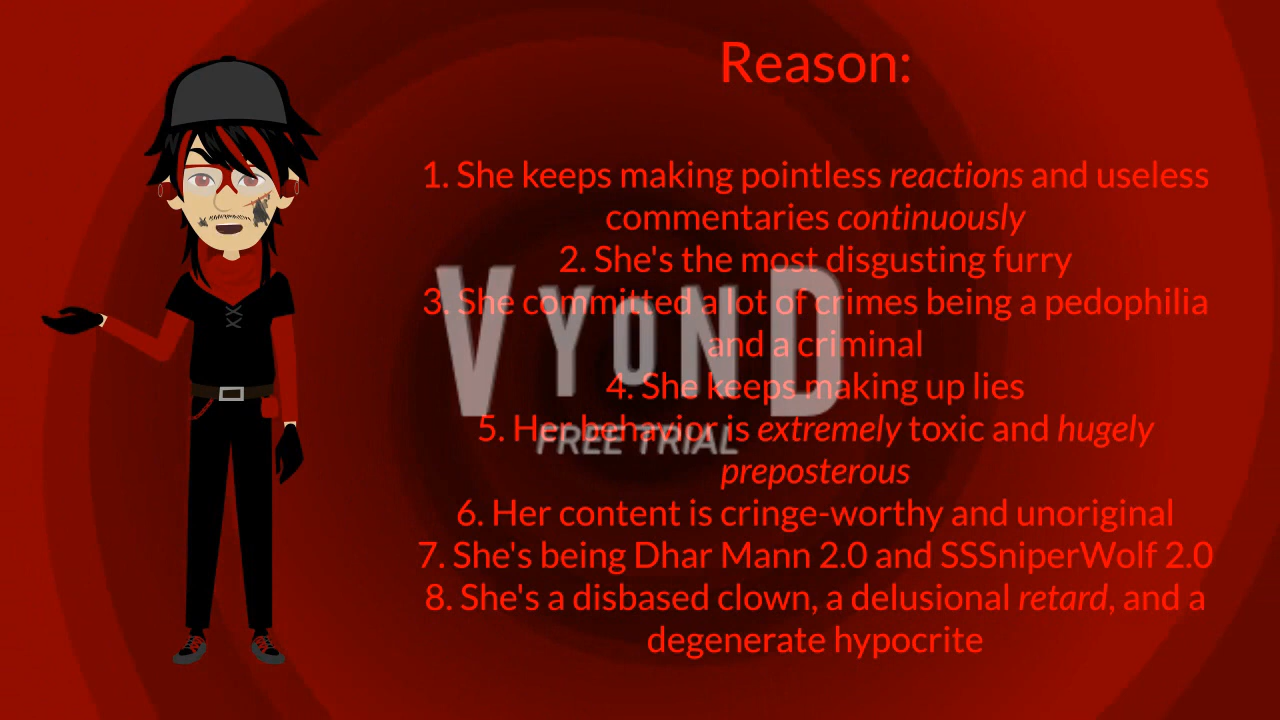 Reason:
1. She keeps making pointless reactions and useless
commentaries continuously
2. She's the most disgusting furry
3. She committed a lot of crimes being a pedophilia
and a criminal
4. She keeps making up lies
5. Her behavior is extremely toxic and hugely
preposterous
6. Her content is cringe-worthy and unoriginal
7. She's being Dhar Mann 2.0 and SSSniperWolf 2.0
8. She's a disbased clown, a delusional retard, and a
degenerate hypocrite
VYOND
FREE TRIAL